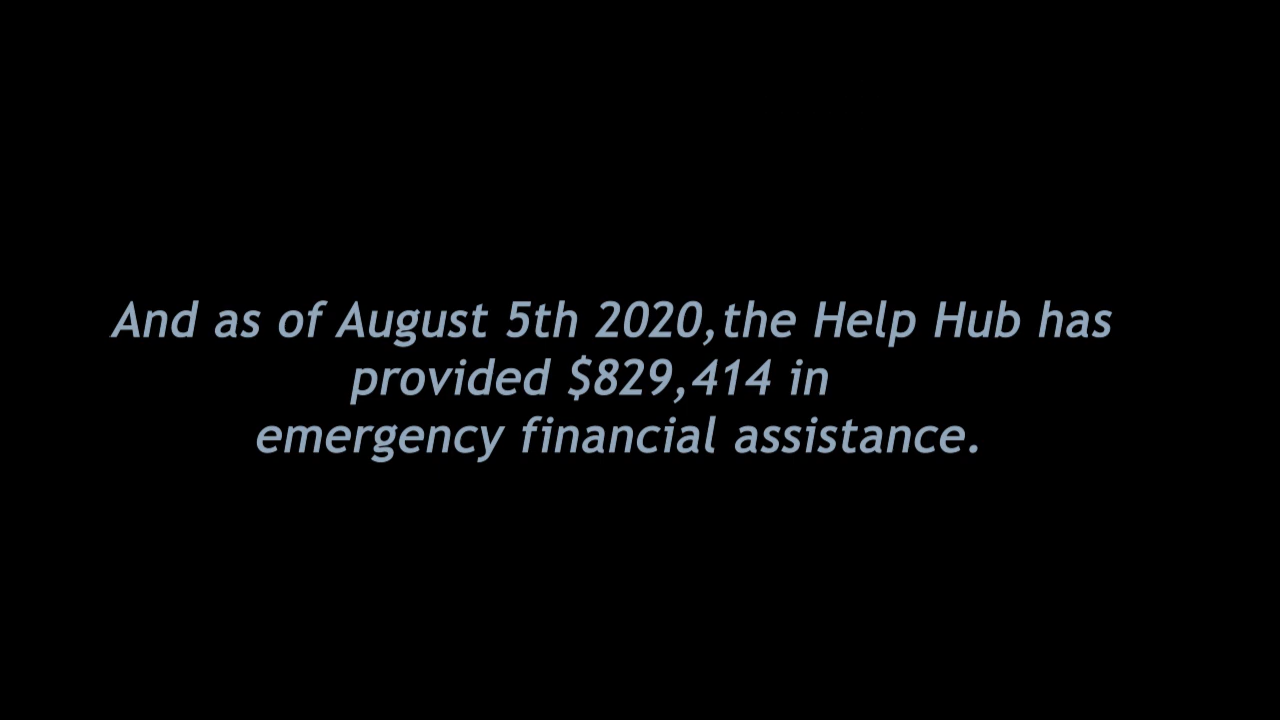 And as of August 5th 2020,the Help Hub has
provided $829,414 in
emergency financial assistance.